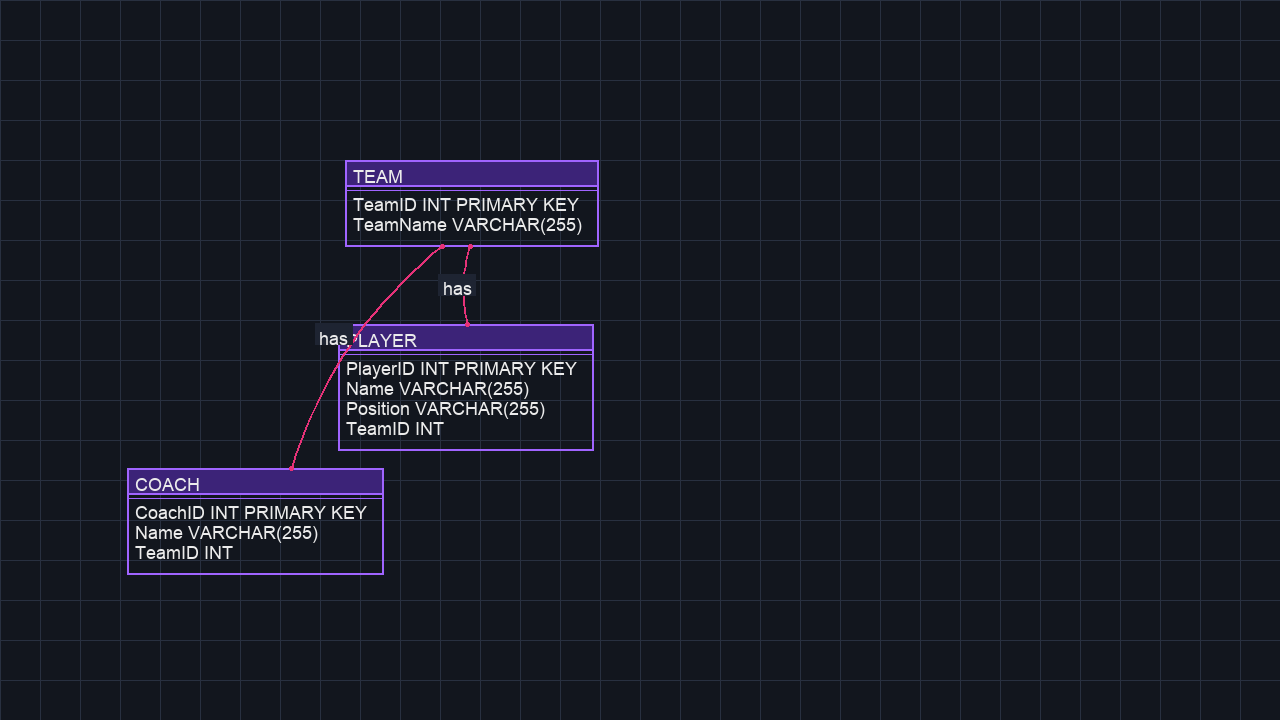 TEAM
TeamID INT PRIMARY KEY
TeamName VARCHAR(255)
has
has
PLAYER
PlayerID INT PRIMARY KEY
Name VARCHAR(255)
Position VARCHAR(255)
TeamID INT
COACH
CoachID INT PRIMARY KEY
Name VARCHAR(255)
TeamID INT